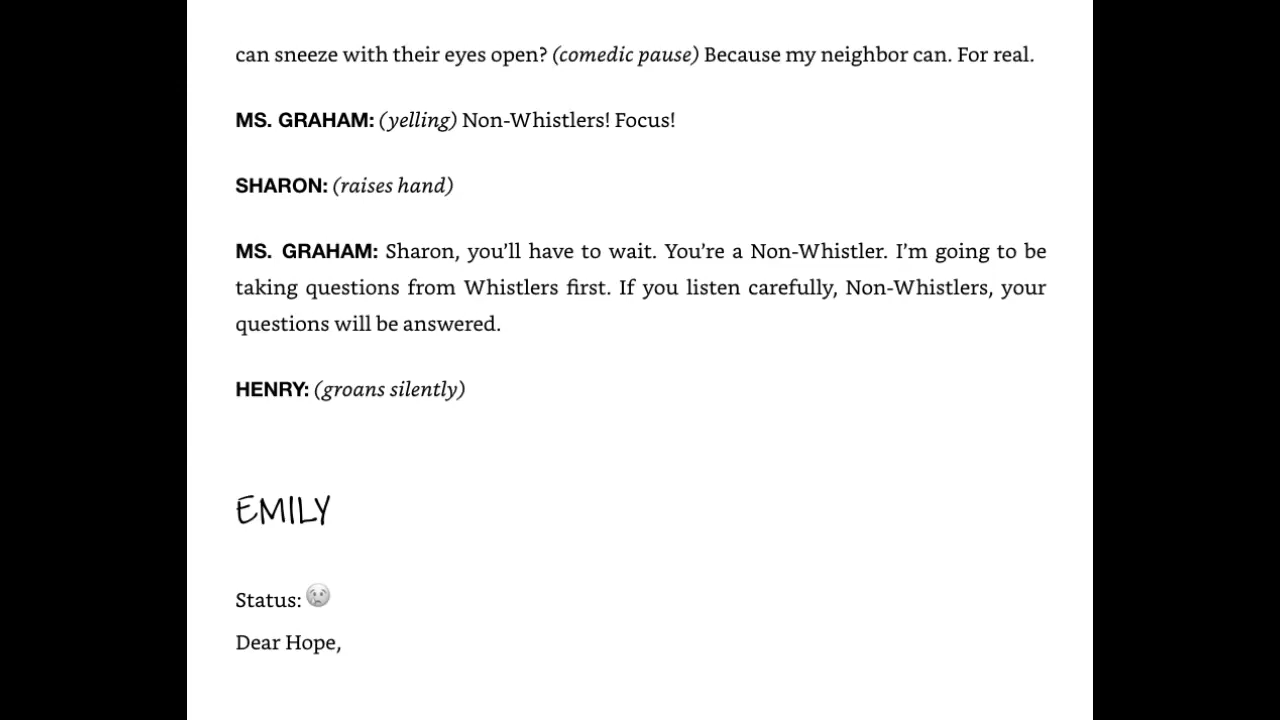 can sneeze with their eyes open? (comedic pause) Because my neighbor can. For real.
MS. GRAHAM: (yelling) Non-Whistlers! Focus!
SHARON: (raises hand)
MS. GRAHAM: Sharon, you’ll have to wait. You’re a Non-Whistler. I’m going to be
taking questions from Whistlers first. If you listen carefully, Non-Whistlers, your
questions will be answered.
HENRY: (groans silently)
EMILY
Status: 😢
Dear Hope,